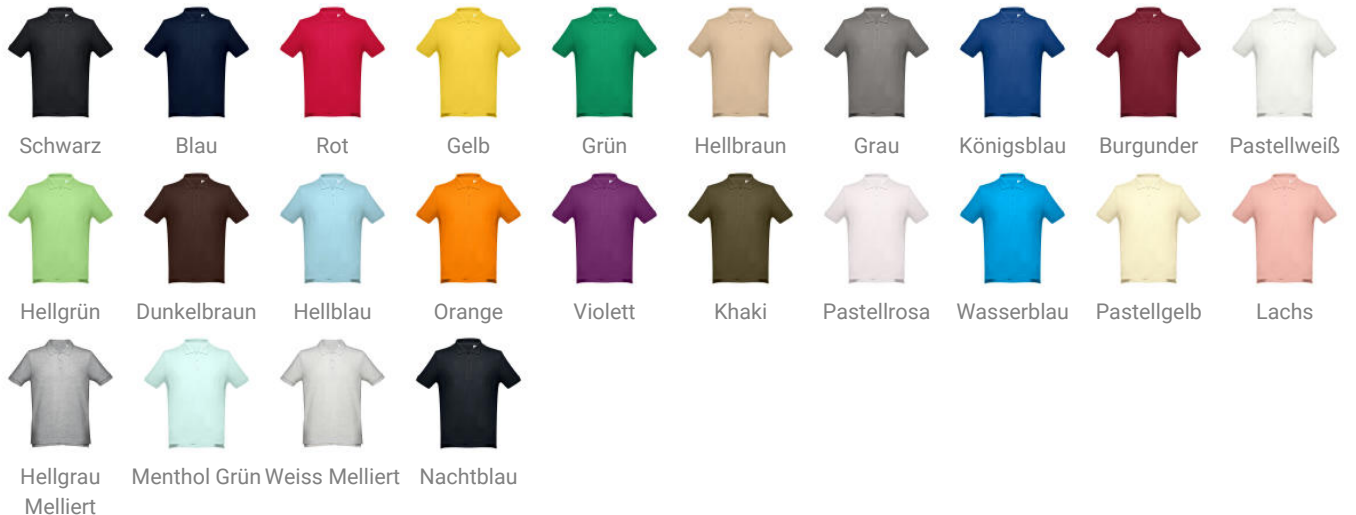 Schwarz
Blau
Rot
Gelb
Grün
Hellbraun
Grau
Königsblau
Burgunder
Pastellweiß
Hellgrün
Dunkelbraun
Hellblau
Orange
Violett
Khaki
Pastellrosa
Wasserblau
Pastellgelb
Lachs
Hellgrau
Melliert
Menthol Grün
Weiss Melliert
Nachtblau